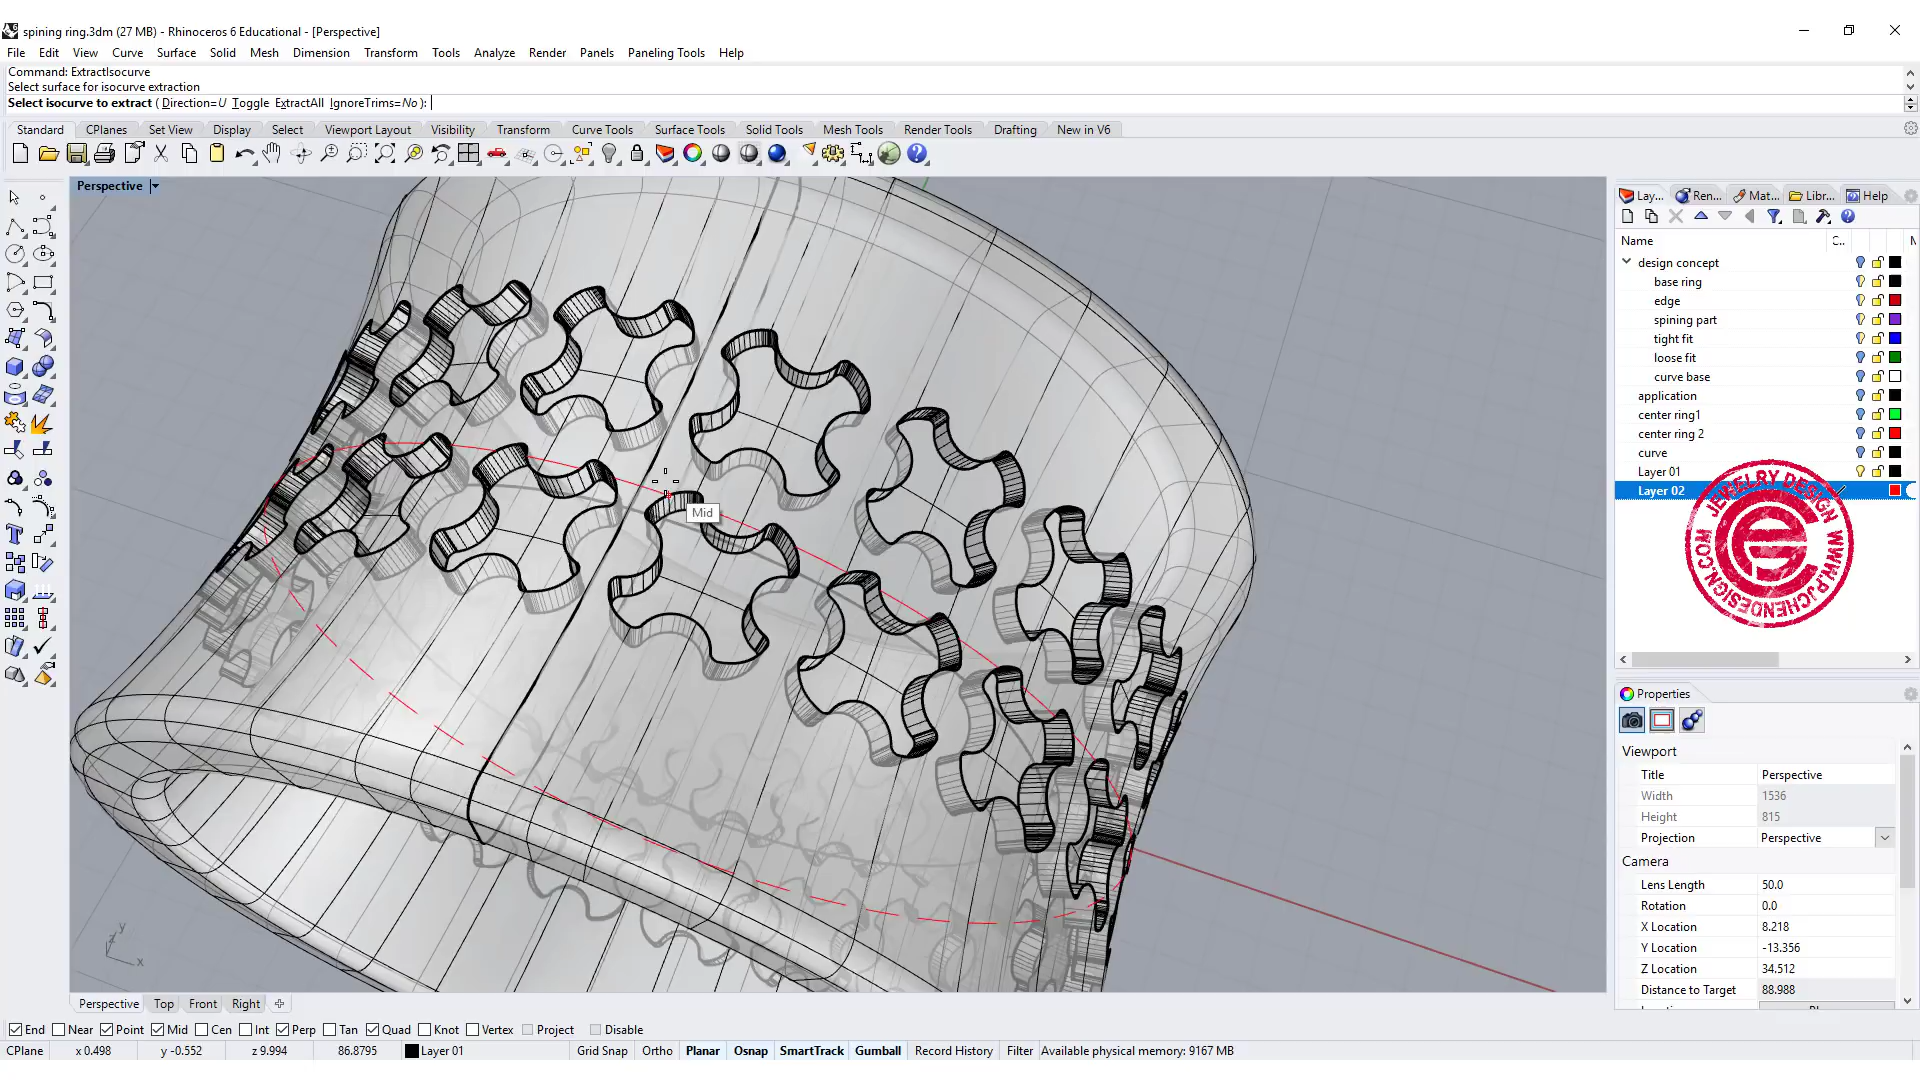 spining ring.3dm (27 MB) - Rhinoceros 6 Educational - [Perspective]
File Edit View Curve Surface Solid Mesh Dimension Transform Tools Analyze Render Panels Paneling Tools Help
Command: ExtractIsocurve
Select surface for isocurve extraction
Select isocurve to extract ( Direction=U Toggle ExtractAll IgnoreTrims=No ):
Standard CPlanes Set View Display Select Viewport Layout Visibility Transform Curve Tools Surface Tools Solid Tools Mesh Tools Render Tools Drafting New in V6
Perspective
Lay... Ren... Mat... Libr... Help
Name C.. M
design concept
base ring
edge
spining part
tight fit
loose fit
curve base
application
center ring1
center ring 2
curve
Layer 01
Layer 02
JEWELRY DESIGN
WWW.PJCHENDESIGN.COM
Mid
Properties
Viewport
Title Perspective
Width 1536
Height 815
Projection Perspective
Camera
Lens Length 50.0
Rotation 0.0
X Location 8.218
Y Location -13.356
Z Location 34.512
Distance to Target 88.988
y
z
x
Perspective Top Front Right
End Near Point Mid Cen Int Perp Tan Quad Knot Vertex Project Disable
CPlane x 0.498 y -0.552 z 9.994 86.8795 Layer 01 Grid Snap Ortho Planar Osnap SmartTrack Gumball Record History Filter Available physical memory: 9167 MB